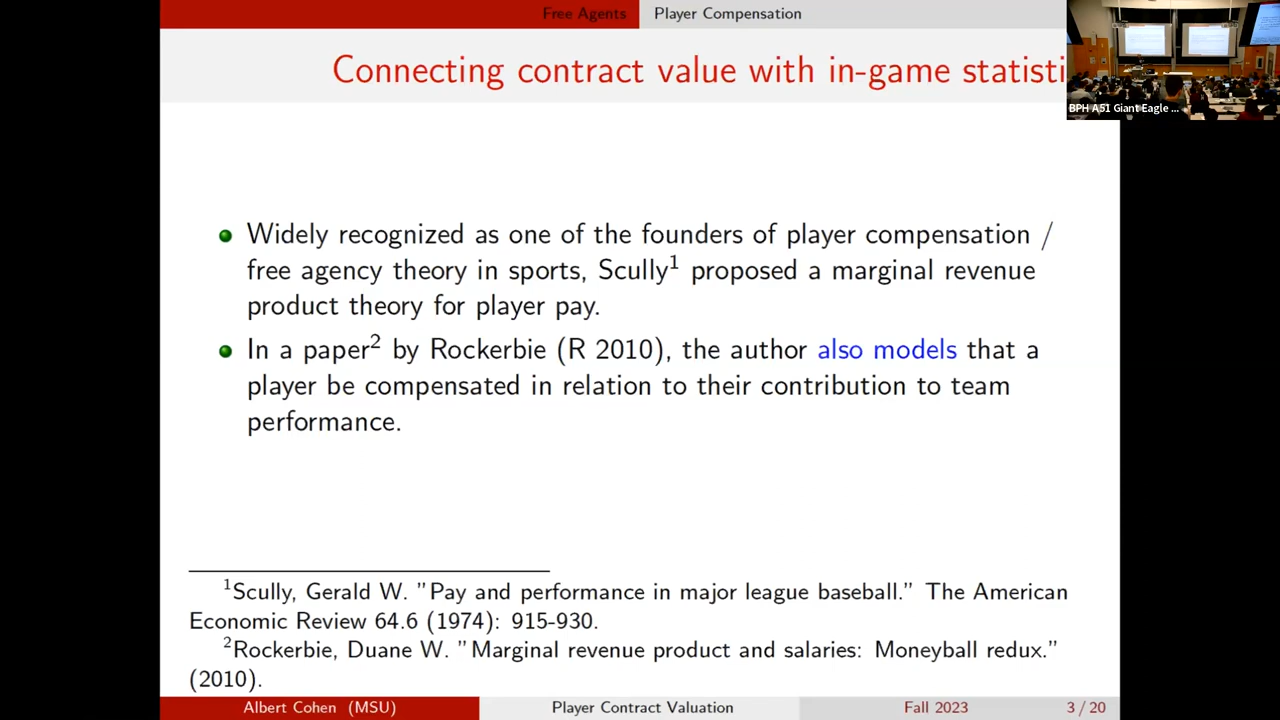 Free Agents Player Compensation
Connecting contract value with in-game statisti
BPH A51 Giant Eagle ...
Widely recognized as one of the founders of player compensation /
free agency theory in sports, Scully1 proposed a marginal revenue
product theory for player pay.
In a paper2 by Rockerbie (R 2010), the author also models that a
player be compensated in relation to their contribution to team
performance.
1Scully, Gerald W. "Pay and performance in major league baseball." The American
Economic Review 64.6 (1974): 915-930.
2Rockerbie, Duane W. "Marginal revenue product and salaries: Moneyball redux."
(2010).
Albert Cohen (MSU) Player Contract Valuation Fall 2023 3 / 20